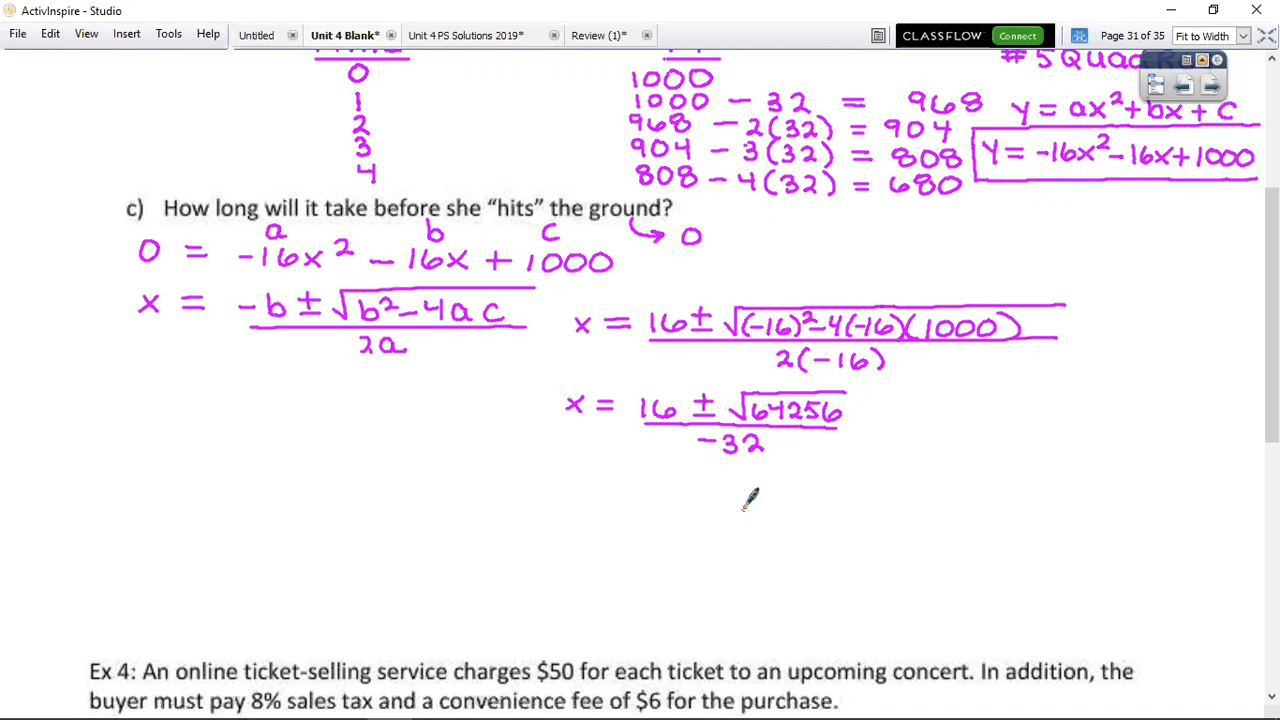 ActivInspire - Studio
File Edit View Insert Tools Help Untitled Unit 4 Blank* Unit 4 PS Solutions 2019* Review (1)* CLASSFLOW Connect Page 31 of 35 Fit to Width
0 1000 # 5 Quad
1 1000 - 32 = 968 y = ax² + bx + c
2 968 - 2(32) = 904
3 904 - 3(32) = 808 y = -16x² - 16x + 1000
4 808 - 4(32) = 680
c) How long will it take before she "hits" the ground?
a b c 0
0 = -16x² - 16x + 1000
x = -b ± √b² - 4ac
2a
x = 16 ± √(-16)² - 4(-16)(1000)
2(-16)
x = 16 ± √64256
-32
Ex 4: An online ticket-selling service charges $50 for each ticket to an upcoming concert. In addition, the
buyer must pay 8% sales tax and a convenience fee of $6 for the purchase.